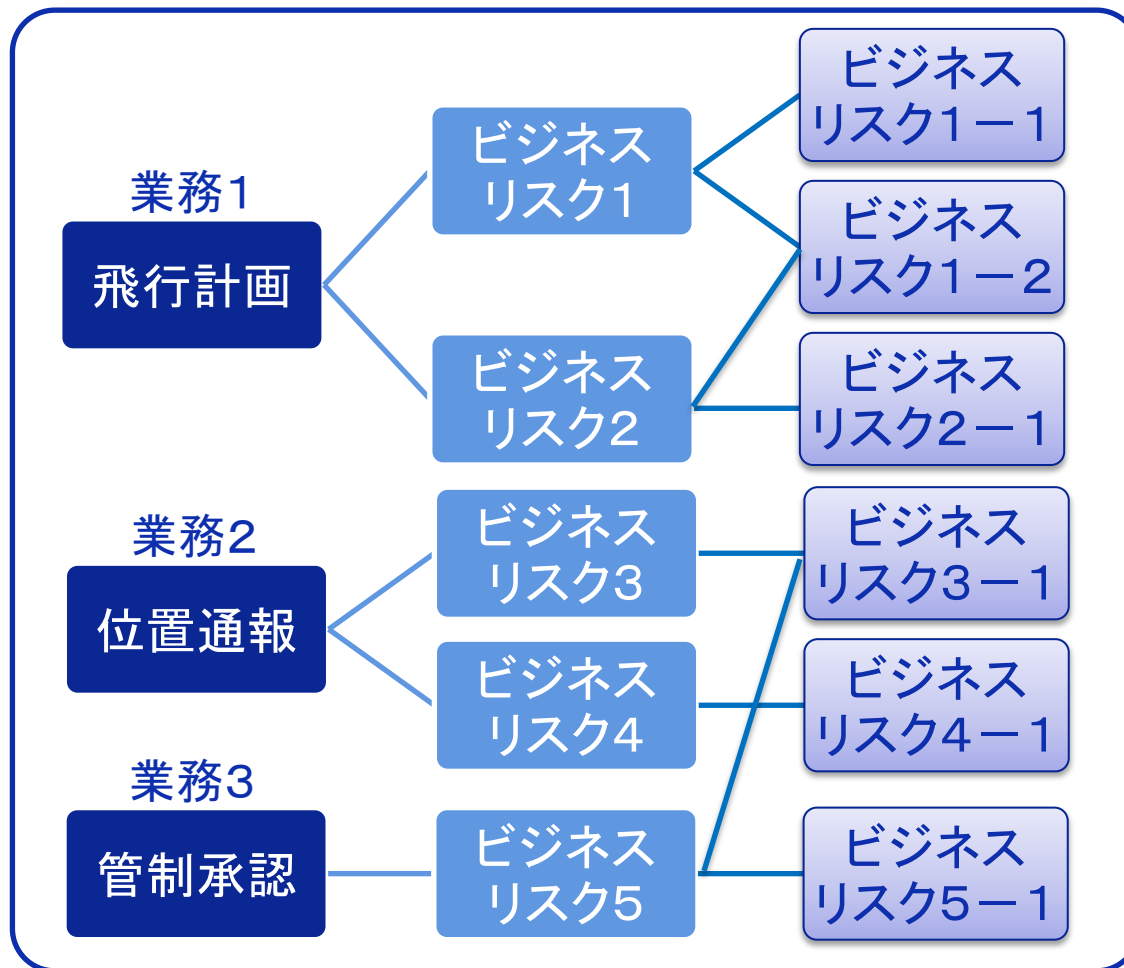 業務1
飛行計画
ビジネス
リスク1
ビジネス
リスク2
ビジネス
リスク1－1
ビジネス
リスク1－2
ビジネス
リスク2－1
業務2
位置通報
ビジネス
リスク3
ビジネス
リスク4
ビジネス
リスク3－1
ビジネス
リスク4－1
業務3
管制承認
ビジネス
リスク5
ビジネス
リスク5－1